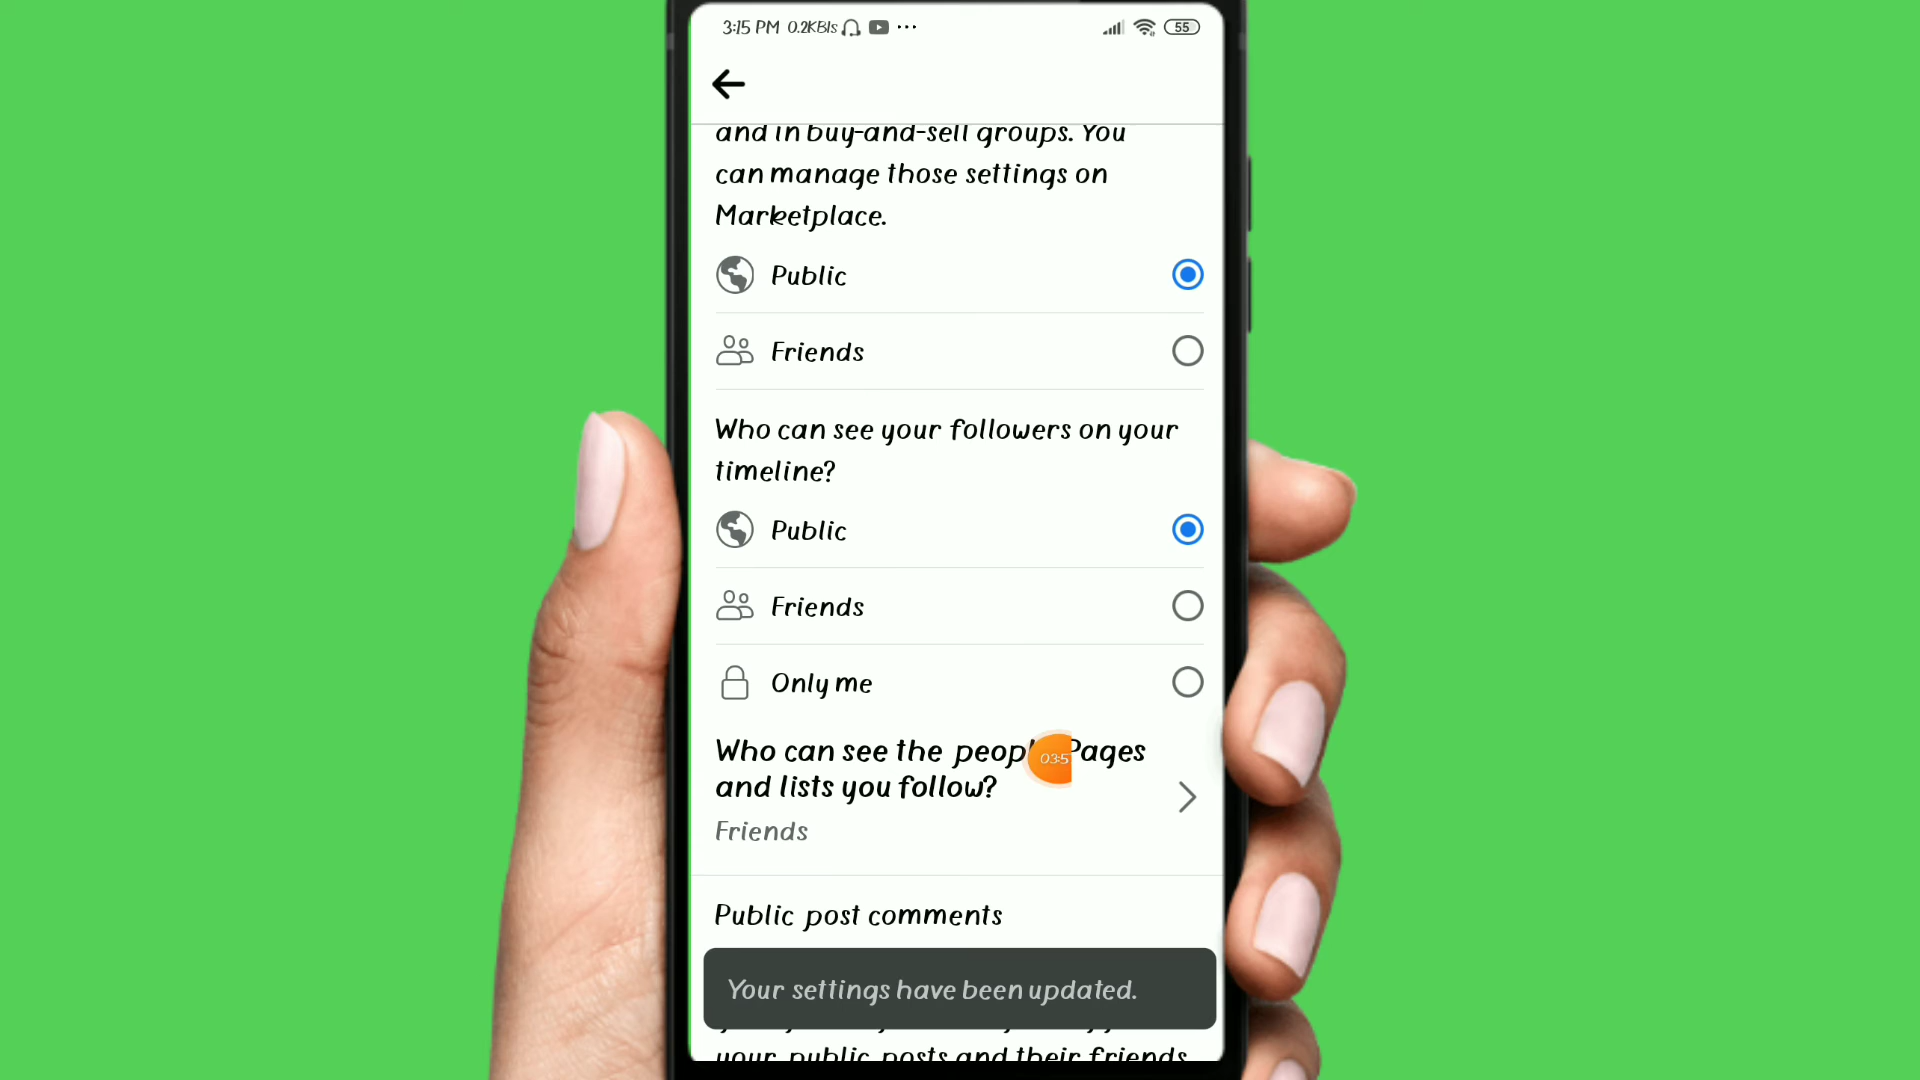 3:15 PM 0.2KB/s 55
and in buy-and-sell groups. You
can manage those settings on
Marketplace.
Public
Friends
Who can see your followers on your
timeline?
Public
Friends
Only me
Who can see the Pages
03:5
and lists you follow?
Friends
Public post comments
Your settings have been updated.
your public posts and their friends